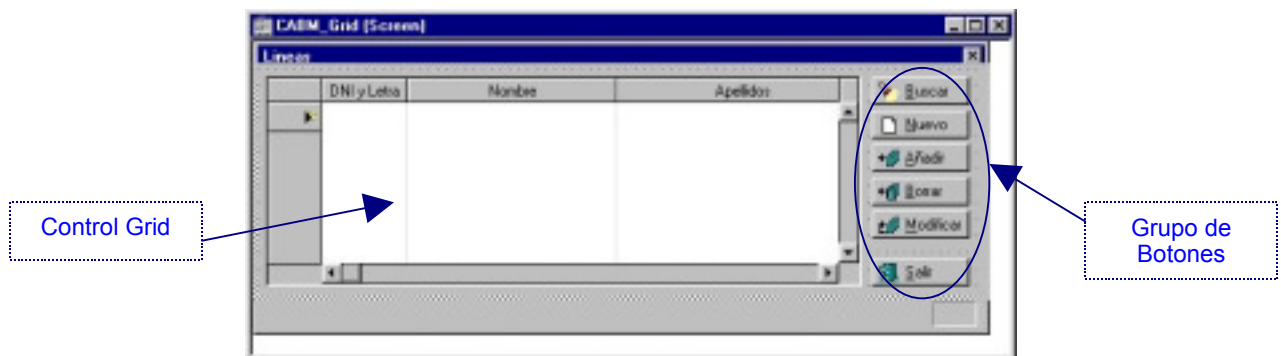 CABM_Grid (Screen)
Lineas
DNI y Letra Nombre Apellidos
Buscar
Nuevo
Añadir
Borrar
Modificar
Salir
Control Grid
Grupo de
Botones